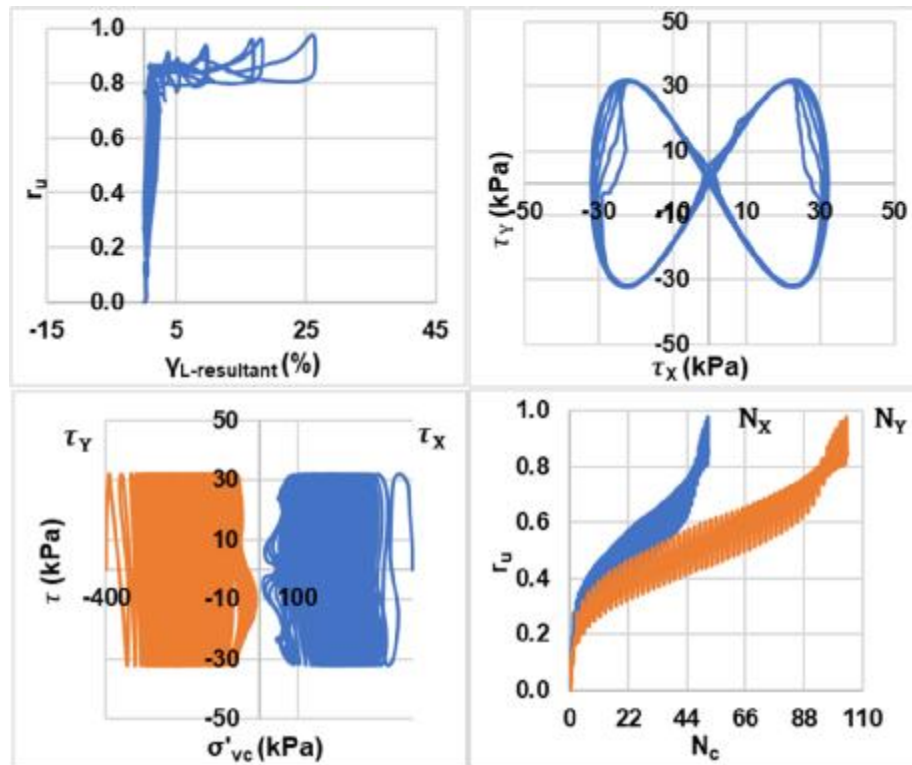 1.0
0.8
0.6
0.4
0.2
0.0
-15 5 25 45
r_u
γ_L-resultant (%)
50
30
10
-10
-30
-50
-50 -30 -10 10 30 50
τ_Y (kPa)
τ_X (kPa)
τ_Y τ_X
50
30
10
-10
-30
-50
-400 100
τ (kPa)
σ'_vc (kPa)
N_X N_Y
1.0
0.8
0.6
0.4
0.2
0.0
0 22 44 66 88 110
r_u
N_c